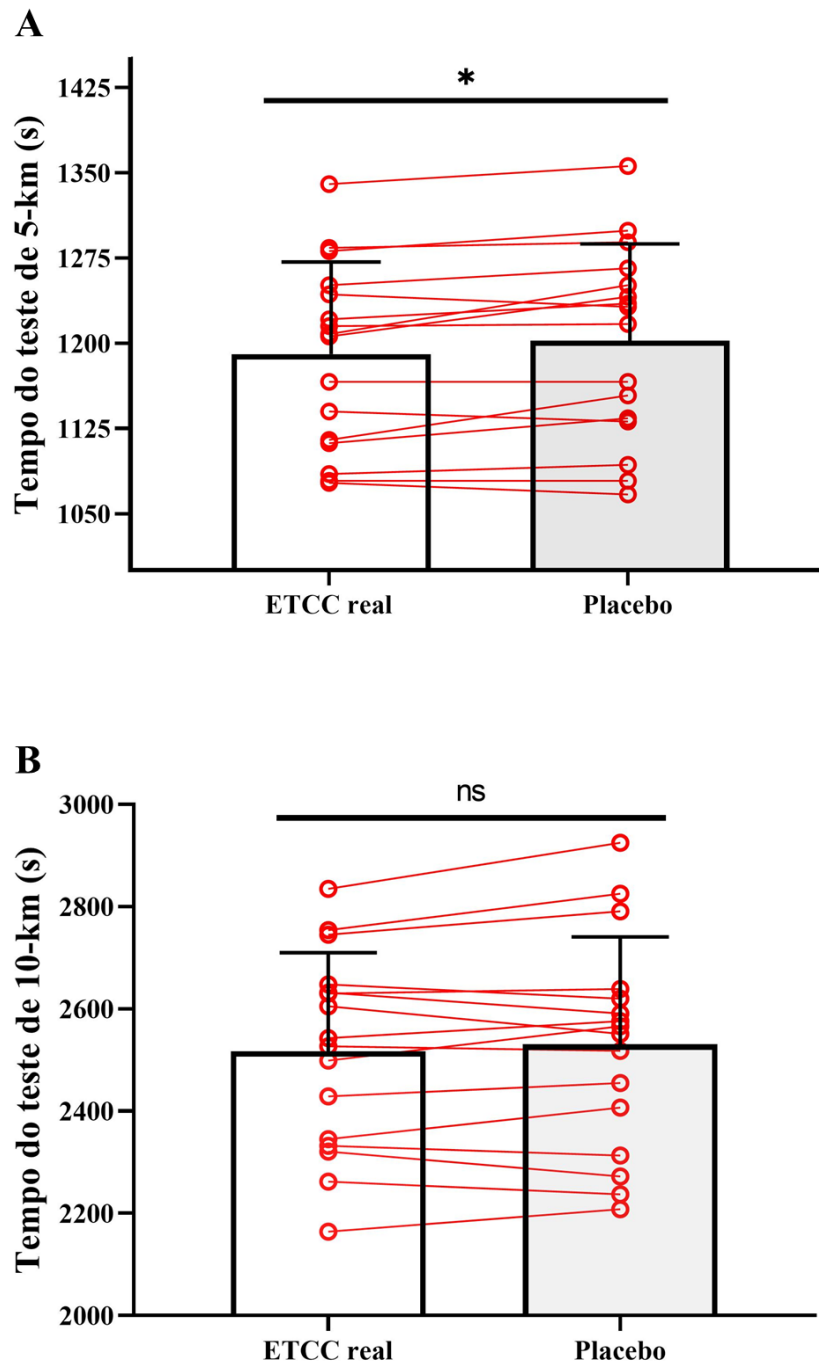 A
*
Tempo do teste de 5-km (s)
1425
1350
1275
1200
1125
1050
ETCC real
Placebo
B
ns
Tempo do teste de 10-km (s)
3000
2800
2600
2400
2200
2000
ETCC real
Placebo